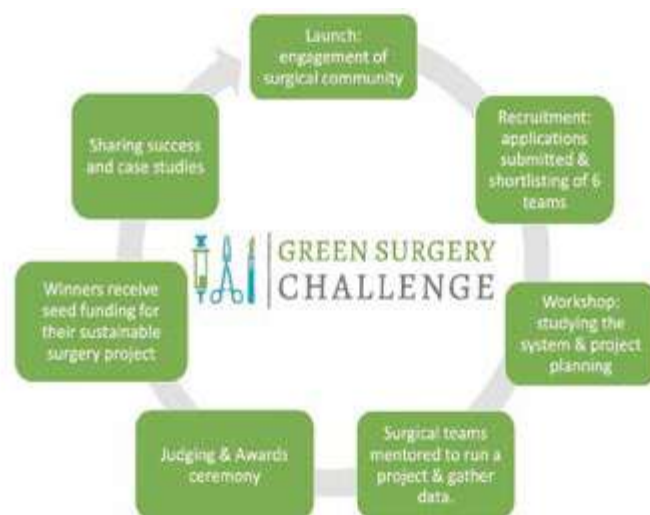 Launch:
engagement of
surgical community
Recruitment:
applications
submitted &
shortlisting of 6
teams
Workshop:
studying the
system & project
planning
Surgical teams
mentored to run a
project & gather
data.
Judging & Awards
ceremony
Winners receive
seed funding for
their sustainable
surgery project
Sharing success
and case studies
GREEN SURGERY
CHALLENGE